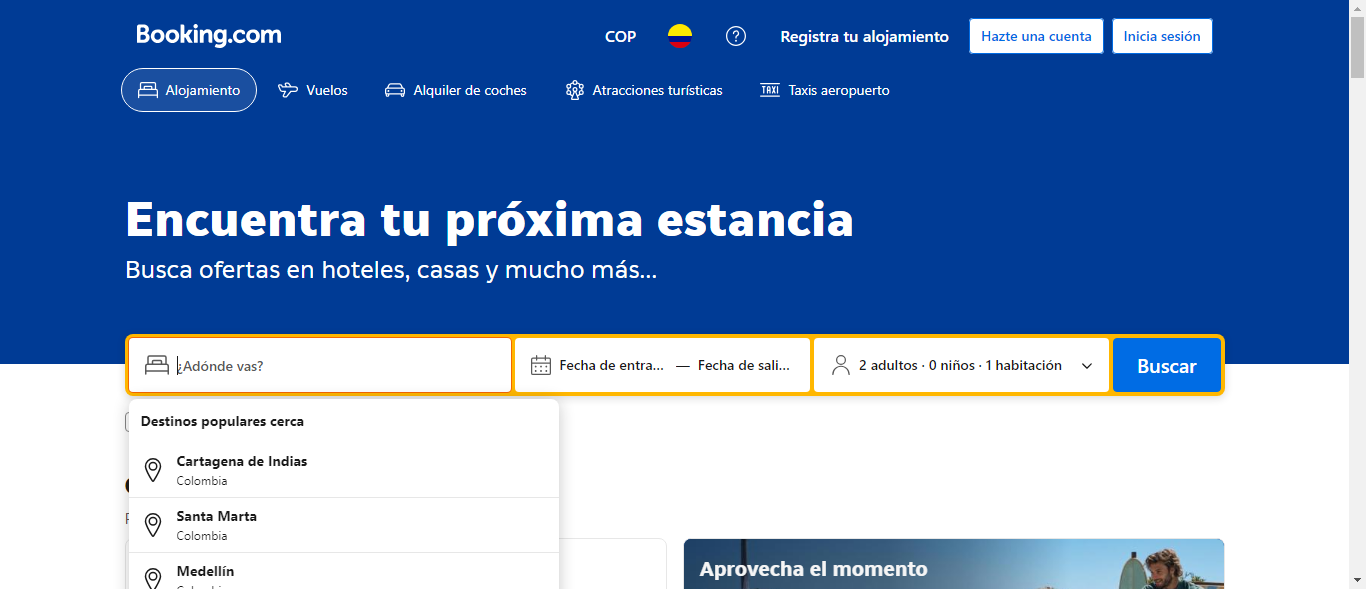 Booking.com
COP
Registra tu alojamiento
Hazte una cuenta
Inicia sesión
Alojamiento
Vuelos
Alquiler de coches
Atracciones turísticas
TAXI
Taxis aeropuerto
Encuentra tu próxima estancia
Busca ofertas en hoteles, casas y mucho más...
¿Adónde vas?
Fecha de entra... — Fecha de sali...
2 adultos · 0 niños · 1 habitación
Buscar
Destinos populares cerca
Cartagena de Indias
Colombia
Santa Marta
Colombia
Medellín
Aprovecha el momento